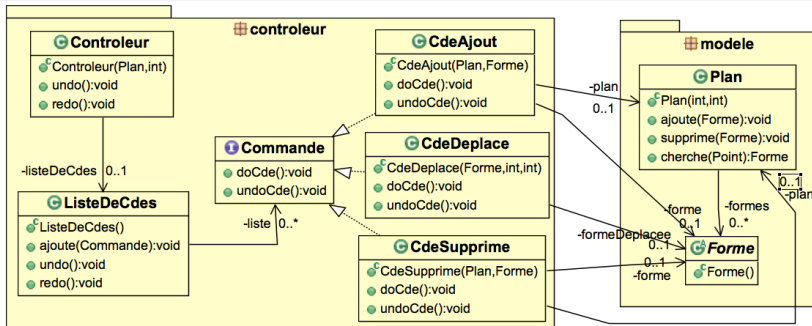 controleur
Controleur
Controleur(Plan,int)
undo():void
redo():void
-listeDeCdes 0..1
ListeDeCdes
ListeDeCdes()
ajoute(Commande):void
undo():void
redo():void
-liste 0..*
Commande
doCde():void
undoCde():void
CdeAjout
CdeAjout(Plan,Forme)
doCde():void
undoCde():void
CdeDeplace
CdeDeplace(Forme,int,int)
doCde():void
undoCde():void
CdeSupprime
CdeSupprime(Plan,Forme)
doCde():void
undoCde():void
-plan
0..1
-forme
0..1
-formeDeplacee
0..1
0..1
-forme
modele
Plan
Plan(int,int)
ajoute(Forme):void
supprime(Forme):void
cherche(Point):Forme
0..1
-plan
-formes
0..*
Forme
Forme()